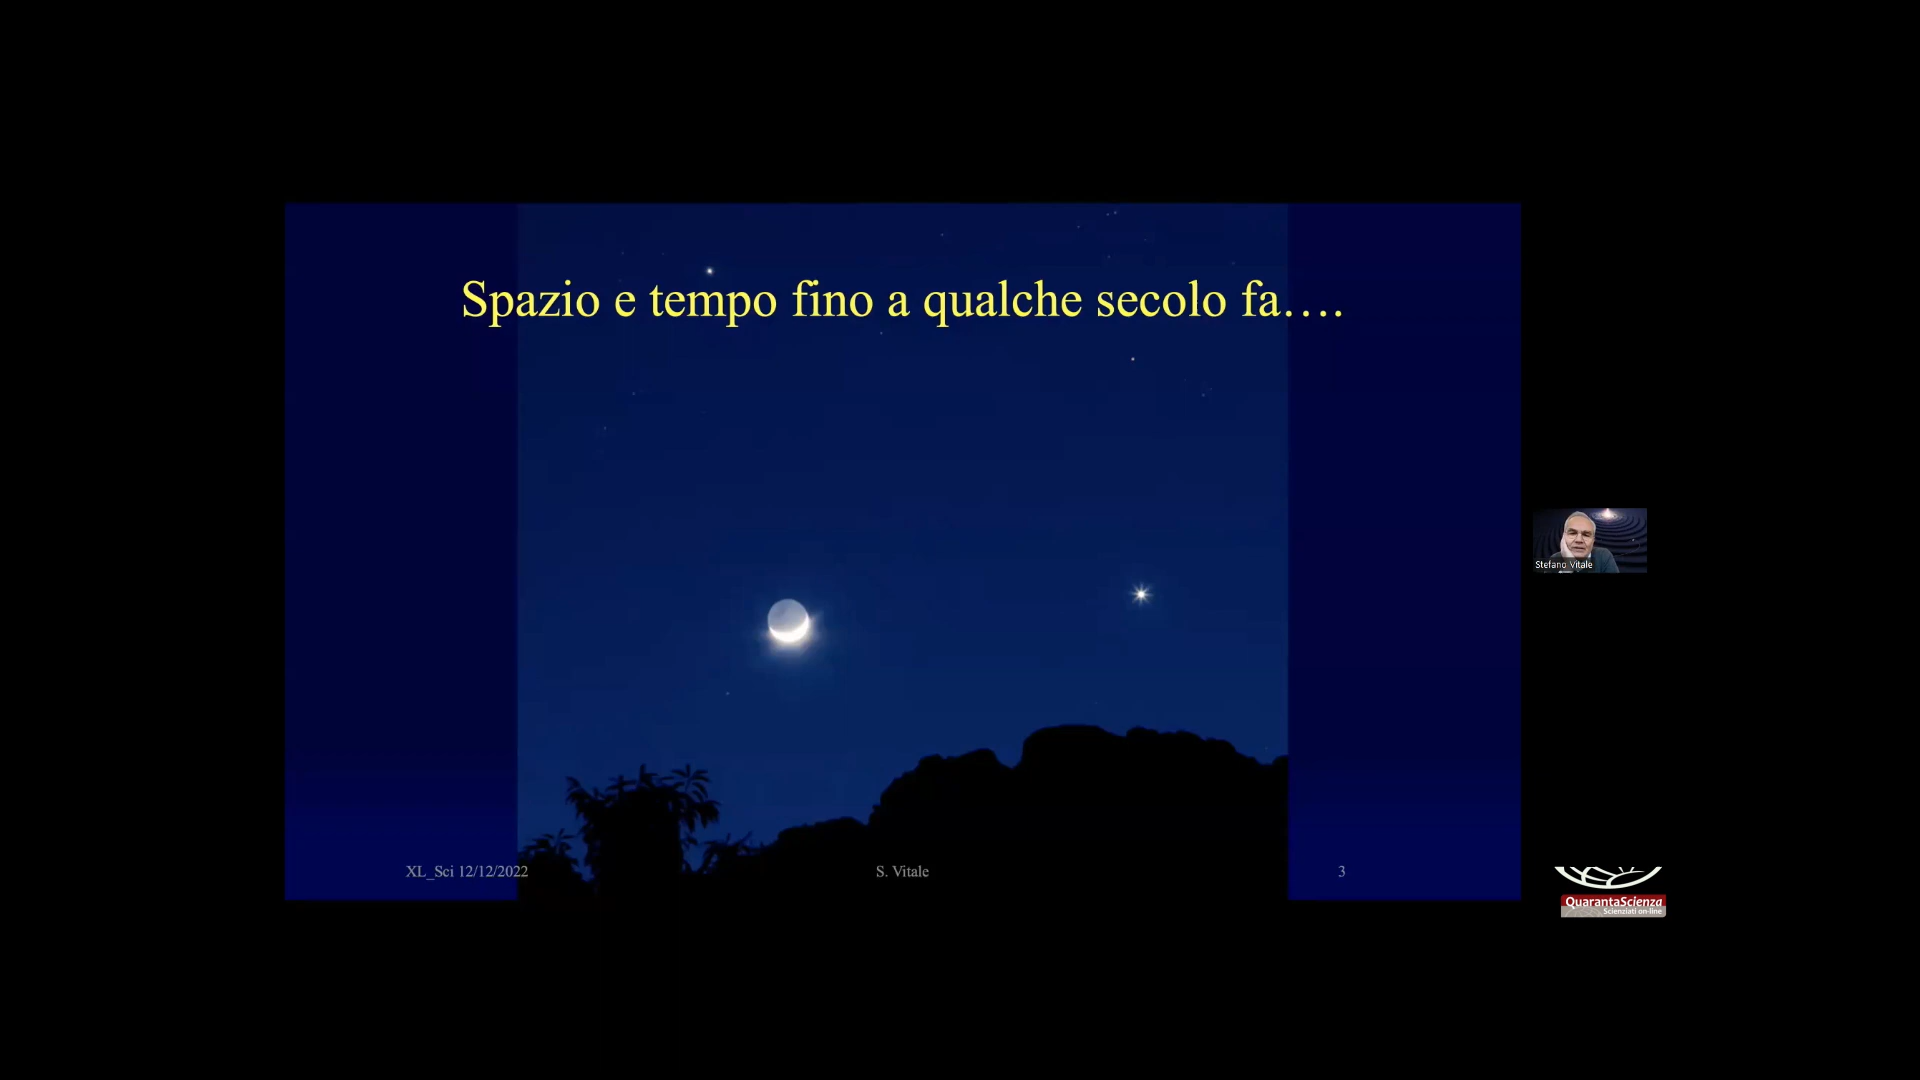 Spazio e tempo fino a qualche secolo fa….
Stefano Vitale
XL_Sci 12/12/2022
S. Vitale
3
QuarantaScienza
Scienziati on-line